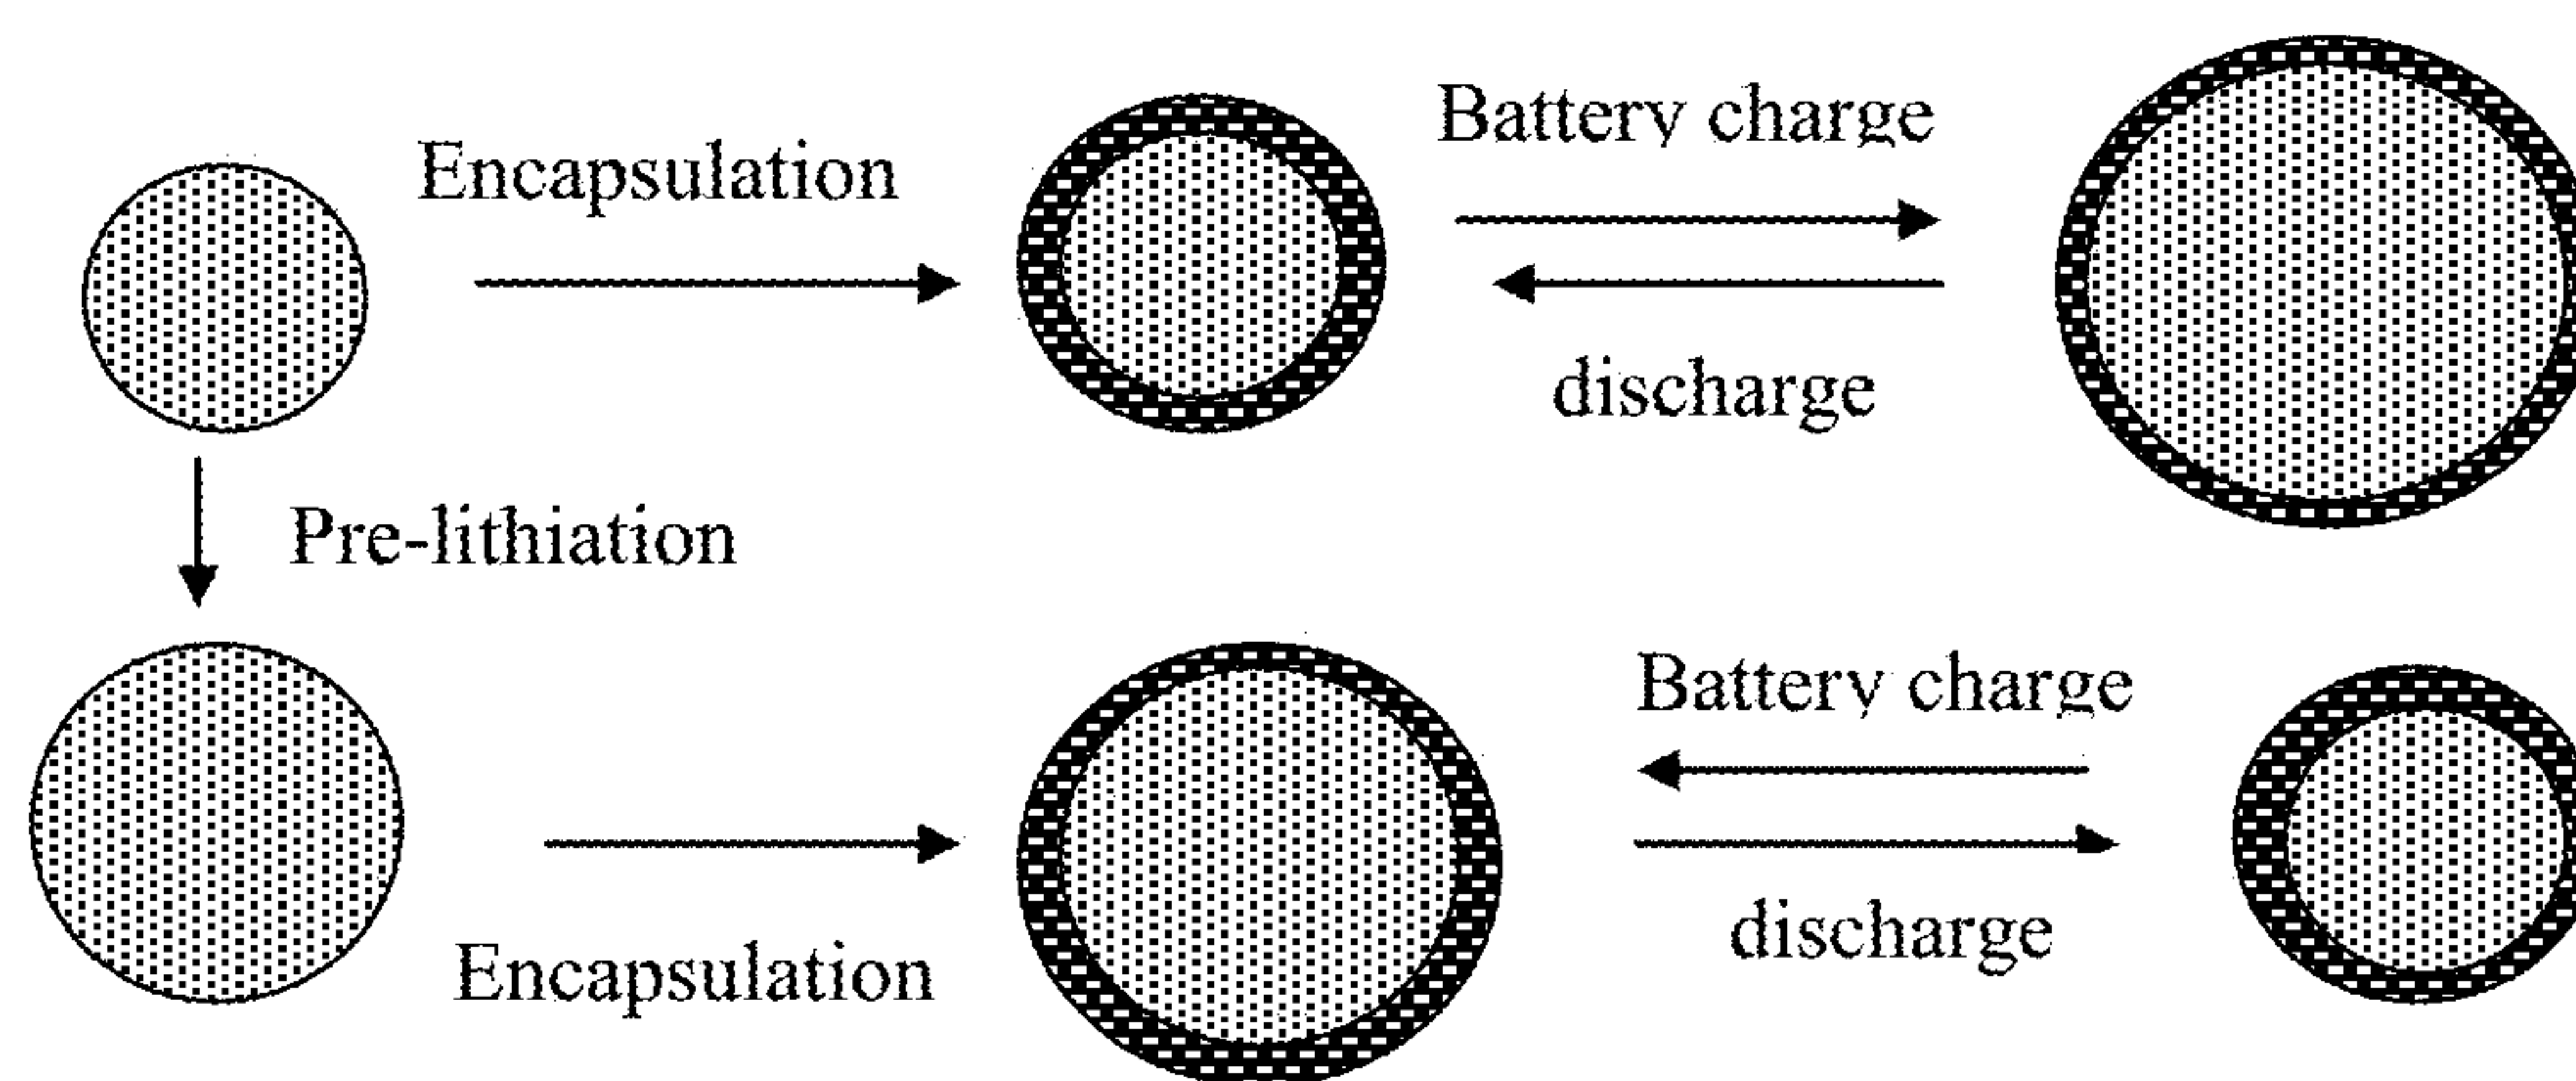 Encapsulation
Battery charge
discharge
Pre-lithiation
Battery charge
discharge
Encapsulation